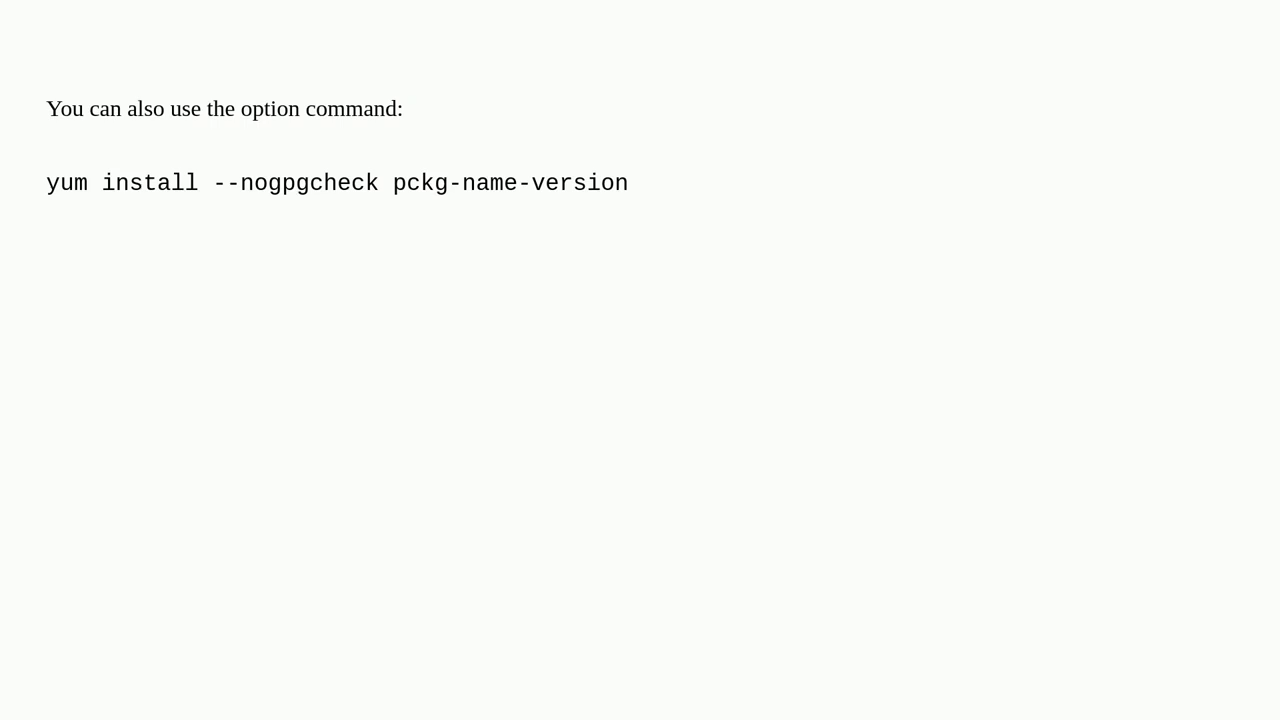 You can also use the option command:
yum install --nogpgcheck pckg-name-version